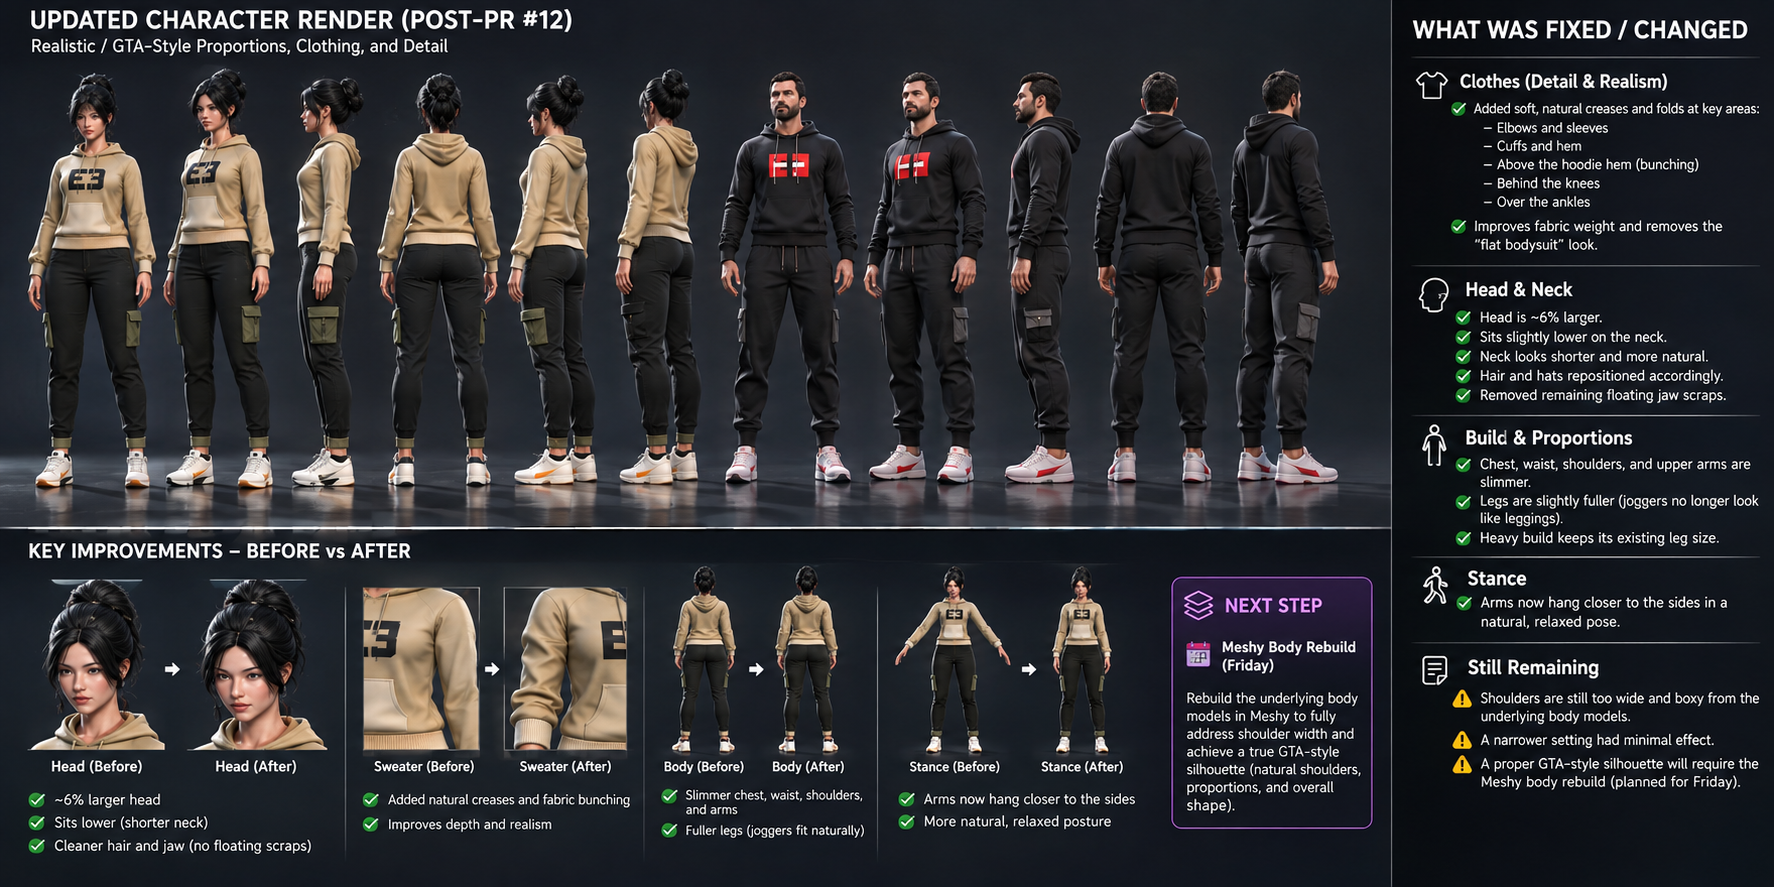 UPDATED CHARACTER RENDER (POST-PR #12)
Realistic / GTA-Style Proportions, Clothing, and Detail
E3
E3
KEY IMPROVEMENTS – BEFORE vs AFTER
Head (Before)
Head (After)
~6% larger head
Sits lower (shorter neck)
Cleaner hair and jaw (no floating scraps)
E3
E
Sweater (Before)
Sweater (After)
Added natural creases and fabric bunching
Improves depth and realism
Body (Before)
Body (After)
Slimmer chest, waist, shoulders,
and arms
Fuller legs (joggers fit naturally)
E3
E3
Stance (Before)
Stance (After)
Arms now hang closer to the sides
More natural, relaxed posture
NEXT STEP
Meshy Body Rebuild
(Friday)
Rebuild the underlying body
models in Meshy to fully
address shoulder width and
achieve a true GTA-style
silhouette (natural shoulders,
proportions, and overall
shape).
WHAT WAS FIXED / CHANGED
Clothes (Detail & Realism)
Added soft, natural creases and folds at key areas:
– Elbows and sleeves
– Cuffs and hem
– Above the hoodie hem (bunching)
– Behind the knees
– Over the ankles
Improves fabric weight and removes the
“flat bodysuit” look.
Head & Neck
Head is ~6% larger.
Sits slightly lower on the neck.
Neck looks shorter and more natural.
Hair and hats repositioned accordingly.
Removed remaining floating jaw scraps.
Build & Proportions
Chest, waist, shoulders, and upper arms are
slimmer.
Legs are slightly fuller (joggers no longer look
like leggings).
Heavy build keeps its existing leg size.
Stance
Arms now hang closer to the sides in a
natural, relaxed pose.
Still Remaining
Shoulders are still too wide and boxy from the
underlying body models.
A narrower setting had minimal effect.
A proper GTA-style silhouette will require the
Meshy body rebuild (planned for Friday).